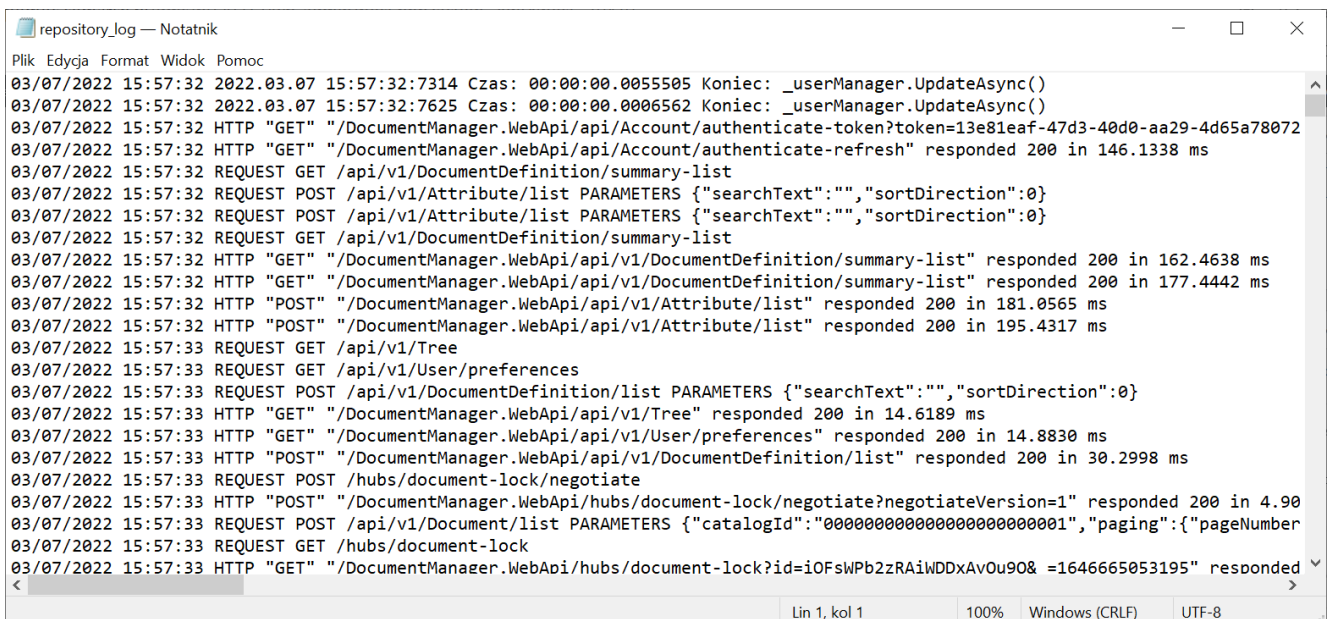 repository_log — Notatnik
Plik Edycja Format Widok Pomoc
03/07/2022 15:57:32 2022.03.07 15:57:32:7314 Czas: 00:00:00.0055505 Koniec: _userManager.UpdateAsync()
03/07/2022 15:57:32 2022.03.07 15:57:32:7625 Czas: 00:00:00.0006562 Koniec: _userManager.UpdateAsync()
03/07/2022 15:57:32 HTTP "GET" "/DocumentManager.WebApi/api/Account/authenticate-token?token=13e81eaf-47d3-40d0-aa29-4d65a78072
03/07/2022 15:57:32 HTTP "GET" "/DocumentManager.WebApi/api/Account/authenticate-refresh" responded 200 in 146.1338 ms
03/07/2022 15:57:32 REQUEST GET /api/v1/DocumentDefinition/summary-list
03/07/2022 15:57:32 REQUEST POST /api/v1/Attribute/list PARAMETERS {"searchText":"","sortDirection":0}
03/07/2022 15:57:32 REQUEST POST /api/v1/Attribute/list PARAMETERS {"searchText":"","sortDirection":0}
03/07/2022 15:57:32 REQUEST GET /api/v1/DocumentDefinition/summary-list
03/07/2022 15:57:32 HTTP "GET" "/DocumentManager.WebApi/api/v1/DocumentDefinition/summary-list" responded 200 in 162.4638 ms
03/07/2022 15:57:32 HTTP "GET" "/DocumentManager.WebApi/api/v1/DocumentDefinition/summary-list" responded 200 in 177.4442 ms
03/07/2022 15:57:32 HTTP "POST" "/DocumentManager.WebApi/api/v1/Attribute/list" responded 200 in 181.0565 ms
03/07/2022 15:57:32 HTTP "POST" "/DocumentManager.WebApi/api/v1/Attribute/list" responded 200 in 195.4317 ms
03/07/2022 15:57:33 REQUEST GET /api/v1/Tree
03/07/2022 15:57:33 REQUEST GET /api/v1/User/preferences
03/07/2022 15:57:33 REQUEST POST /api/v1/DocumentDefinition/list PARAMETERS {"searchText":"","sortDirection":0}
03/07/2022 15:57:33 HTTP "GET" "/DocumentManager.WebApi/api/v1/Tree" responded 200 in 14.6189 ms
03/07/2022 15:57:33 HTTP "GET" "/DocumentManager.WebApi/api/v1/User/preferences" responded 200 in 14.8830 ms
03/07/2022 15:57:33 HTTP "POST" "/DocumentManager.WebApi/api/v1/DocumentDefinition/list" responded 200 in 30.2998 ms
03/07/2022 15:57:33 REQUEST POST /hubs/document-lock/negotiate
03/07/2022 15:57:33 HTTP "POST" "/DocumentManager.WebApi/hubs/document-lock/negotiate?negotiateVersion=1" responded 200 in 4.90
03/07/2022 15:57:33 REQUEST POST /api/v1/Document/list PARAMETERS {"catalogId":"000000000000000000000001","paging":{"pageNumber
03/07/2022 15:57:33 REQUEST GET /hubs/document-lock
03/07/2022 15:57:33 HTTP "GET" "/DocumentManager.WebApi/hubs/document-lock?id=iOFsWPb2zRAiWDDxAvOu9O&_=1646665053195" responded
Lin 1, kol 1 100% Windows (CRLF) UTF-8